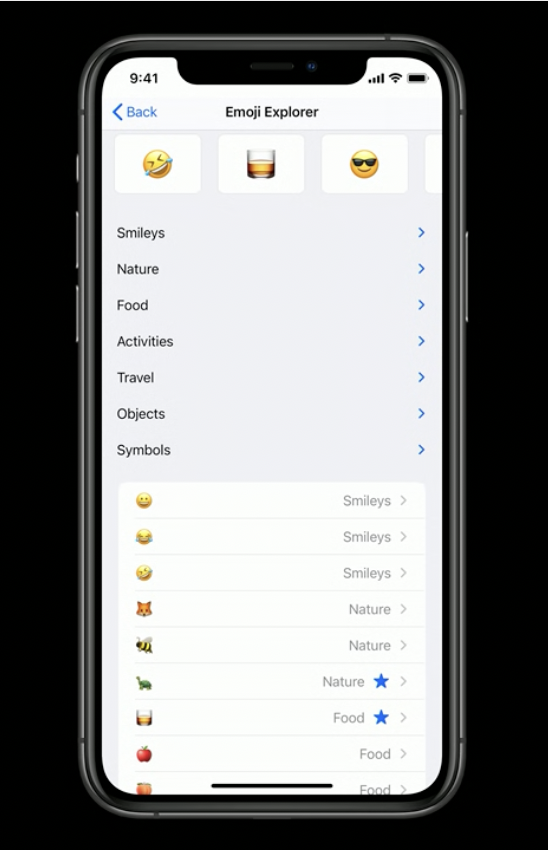 9:41
Back Emoji Explorer
Smileys
Nature
Food
Activities
Travel
Objects
Symbols
Smileys
Smileys
Smileys
Nature
Nature
Nature
Food
Food
Food